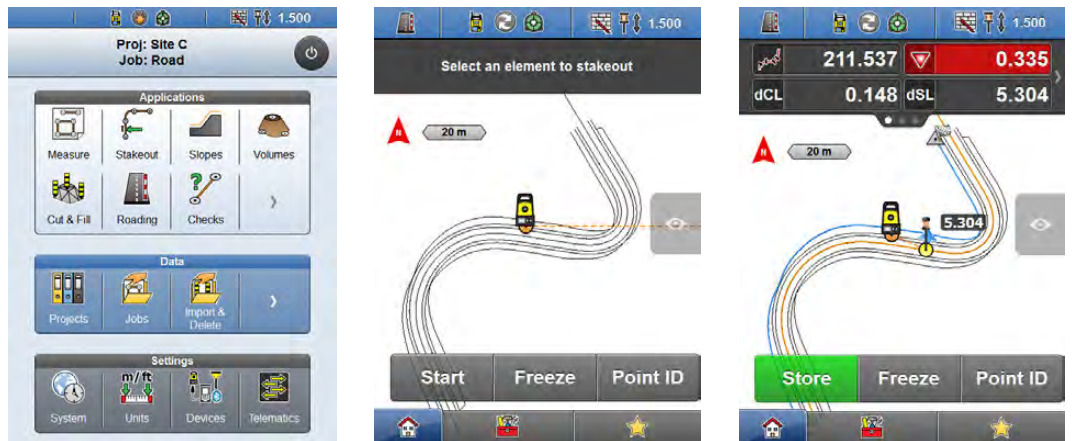 1.500
Proj: Site C
Job: Road
Applications
Measure
Stakeout
Slopes
Volumes
Cut & Fill
Roading
Checks
Data
Projects
Jobs
Import &
Delete
Settings
m/ft
System
Units
Devices
Telematics
1.500
Select an element to stakeout
N
20 m
Start
Freeze
Point ID
1.500
211.537
0.335
dCL
0.148
dSL
5.304
N
20 m
5.304
Store
Freeze
Point ID